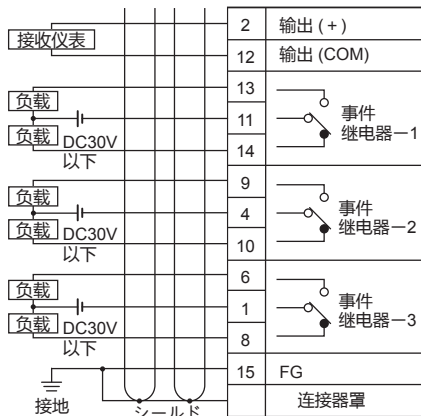 2 输出 (+)
接收仪表
12 输出 (COM)
13
负载
11 事件
继电器－1
负载 DC30V
以下
14
9
负载
4 事件
继电器－2
负载 DC30V
以下
10
6
负载
1 事件
继电器－3
负载 DC30V
以下
8
15 FG
接地
シールド
连接器罩